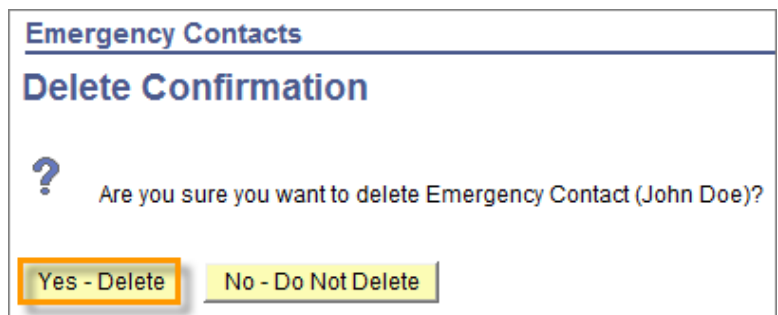 Emergency Contacts
Delete Confirmation
? Are you sure you want to delete Emergency Contact (John Doe)?
Yes - Delete No - Do Not Delete